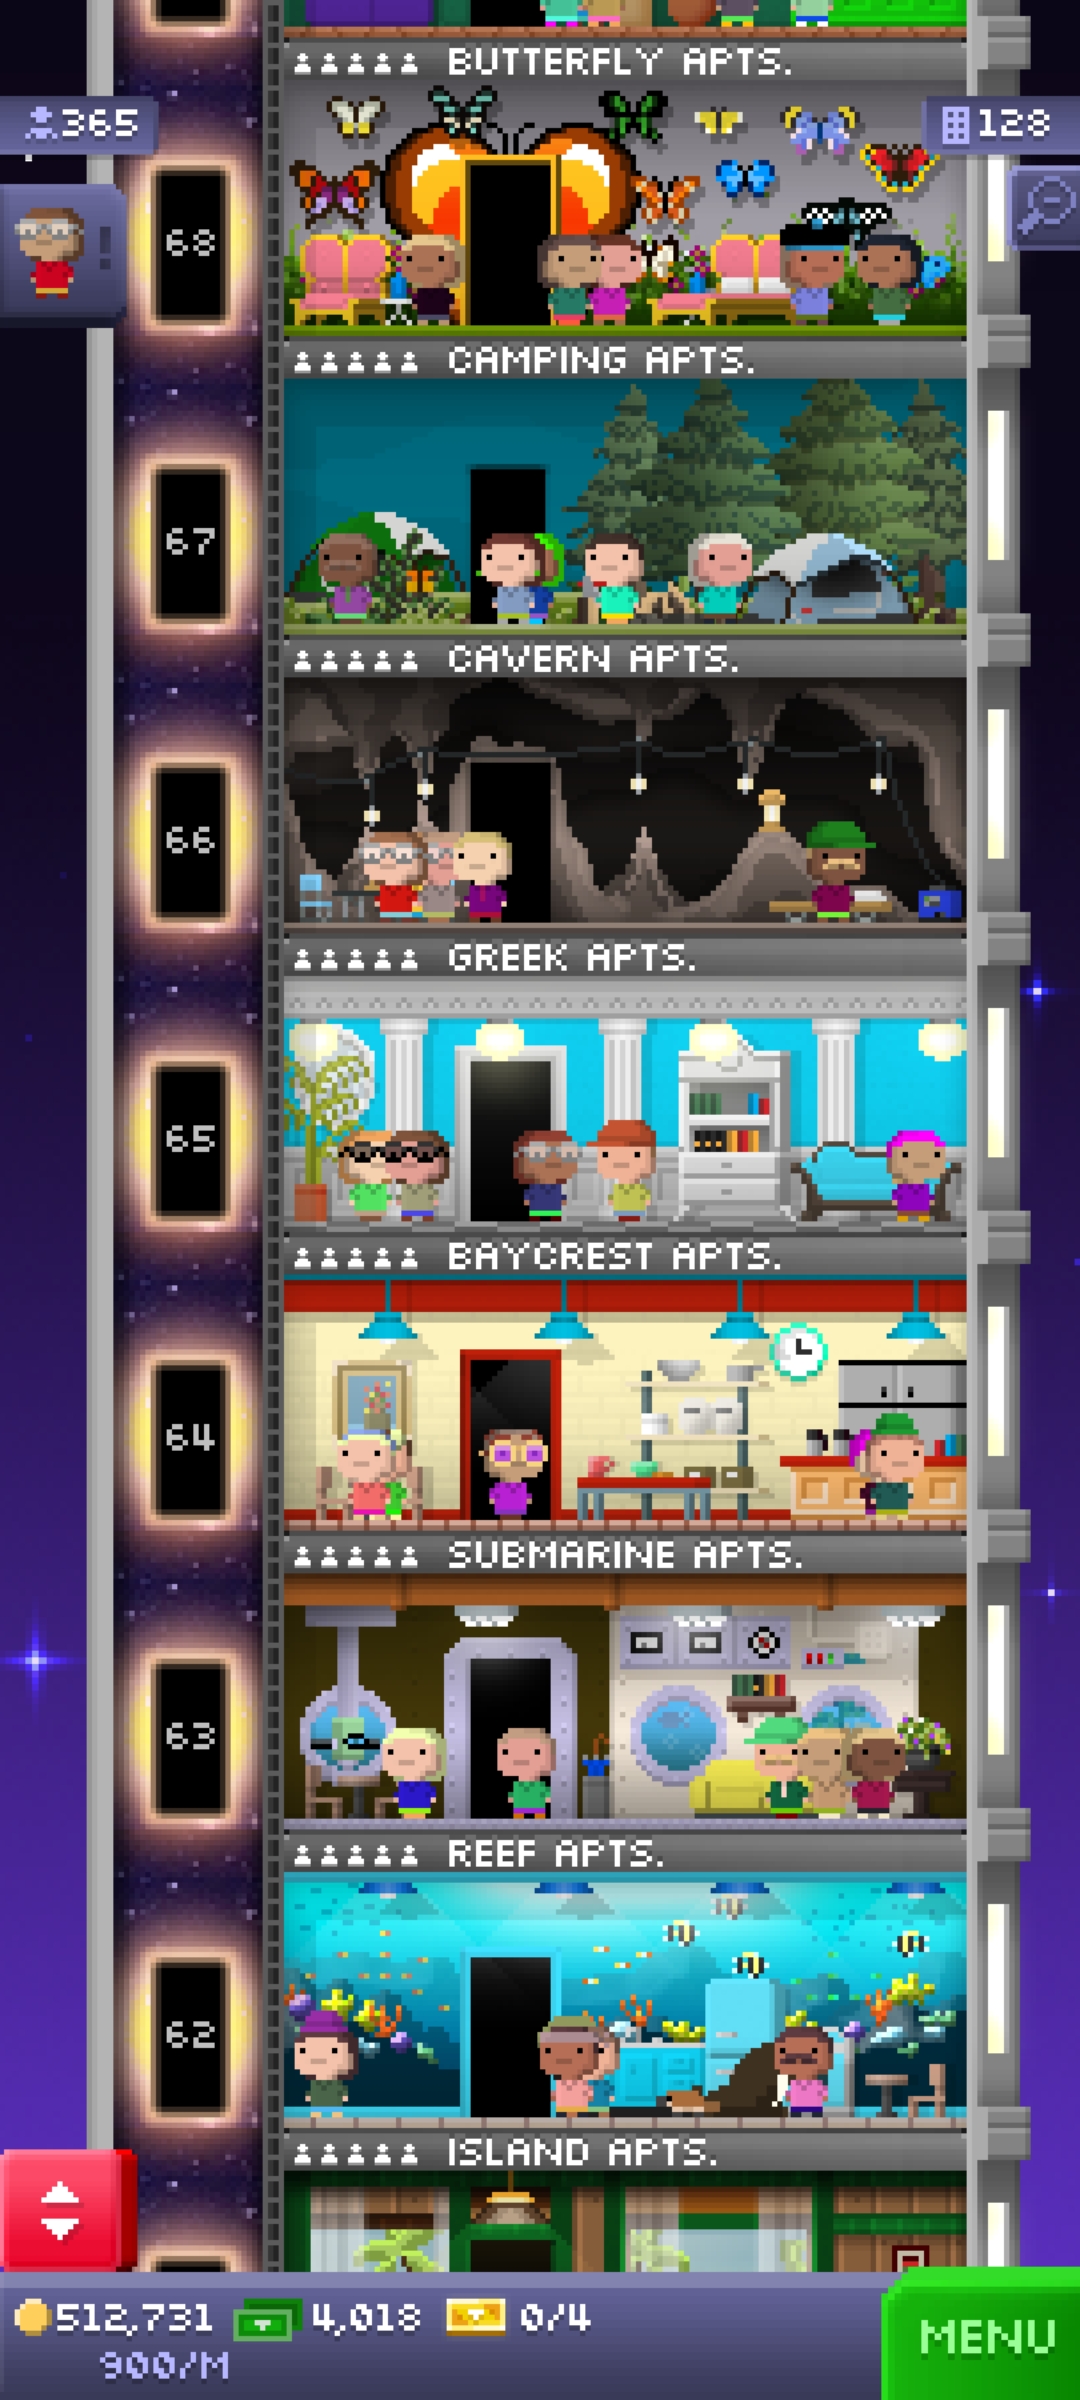 BUTTERFLY APTS.
365
128
68
CAMPING APTS.
67
CAVERN APTS.
66
GREEK APTS.
65
BAYCREST APTS.
64
SUBMARINE APTS.
63
REEF APTS.
62
ISLAND APTS.
512,731 4,018 0/4
900/M
MENU